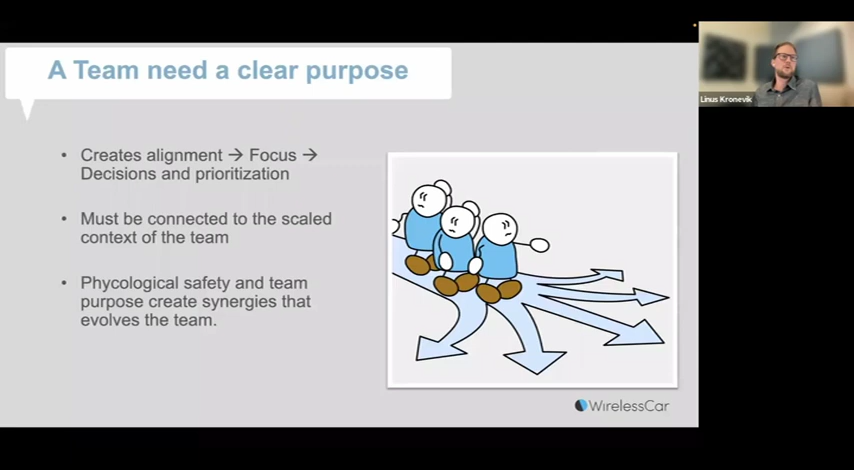 A Team need a clear purpose
• Creates alignment → Focus →
Decisions and prioritization
• Must be connected to the scaled
context of the team
• Phycological safety and team
purpose create synergies that
evolves the team.
WirelessCar
Linus Kronevik